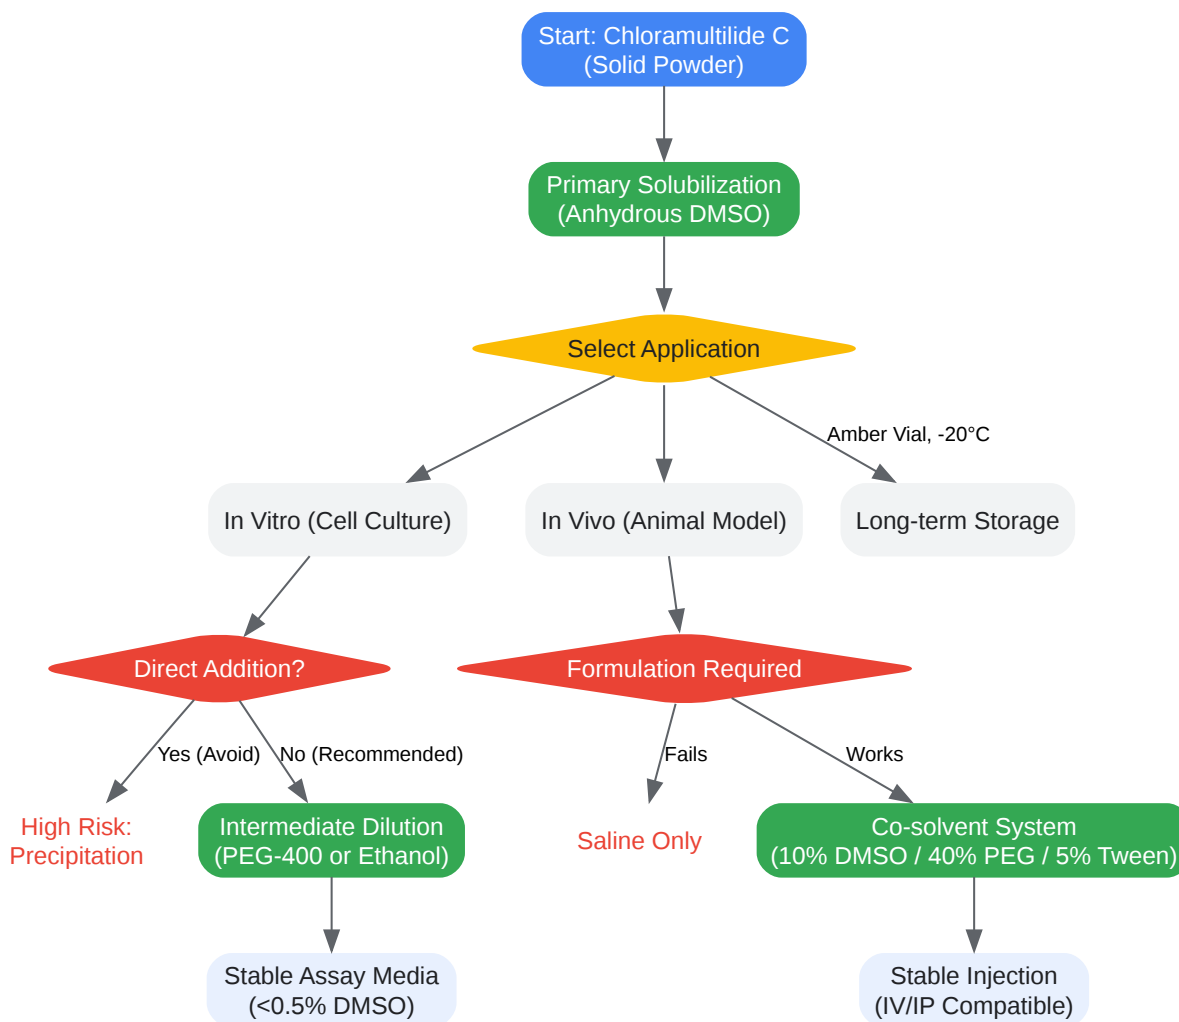 Start: Chloramultilide C
(Solid Powder)
Primary Solubilization
(Anhydrous DMSO)
Select Application
Amber Vial, -20°C
In Vitro (Cell Culture)
In Vivo (Animal Model)
Long-term Storage
Direct Addition?
Formulation Required
Yes (Avoid)
No (Recommended)
Fails
Works
High Risk:
Precipitation
Intermediate Dilution
(PEG-400 or Ethanol)
Saline Only
Co-solvent System
(10% DMSO / 40% PEG / 5% Tween)
Stable Assay Media
(<0.5% DMSO)
Stable Injection
(IV/IP Compatible)